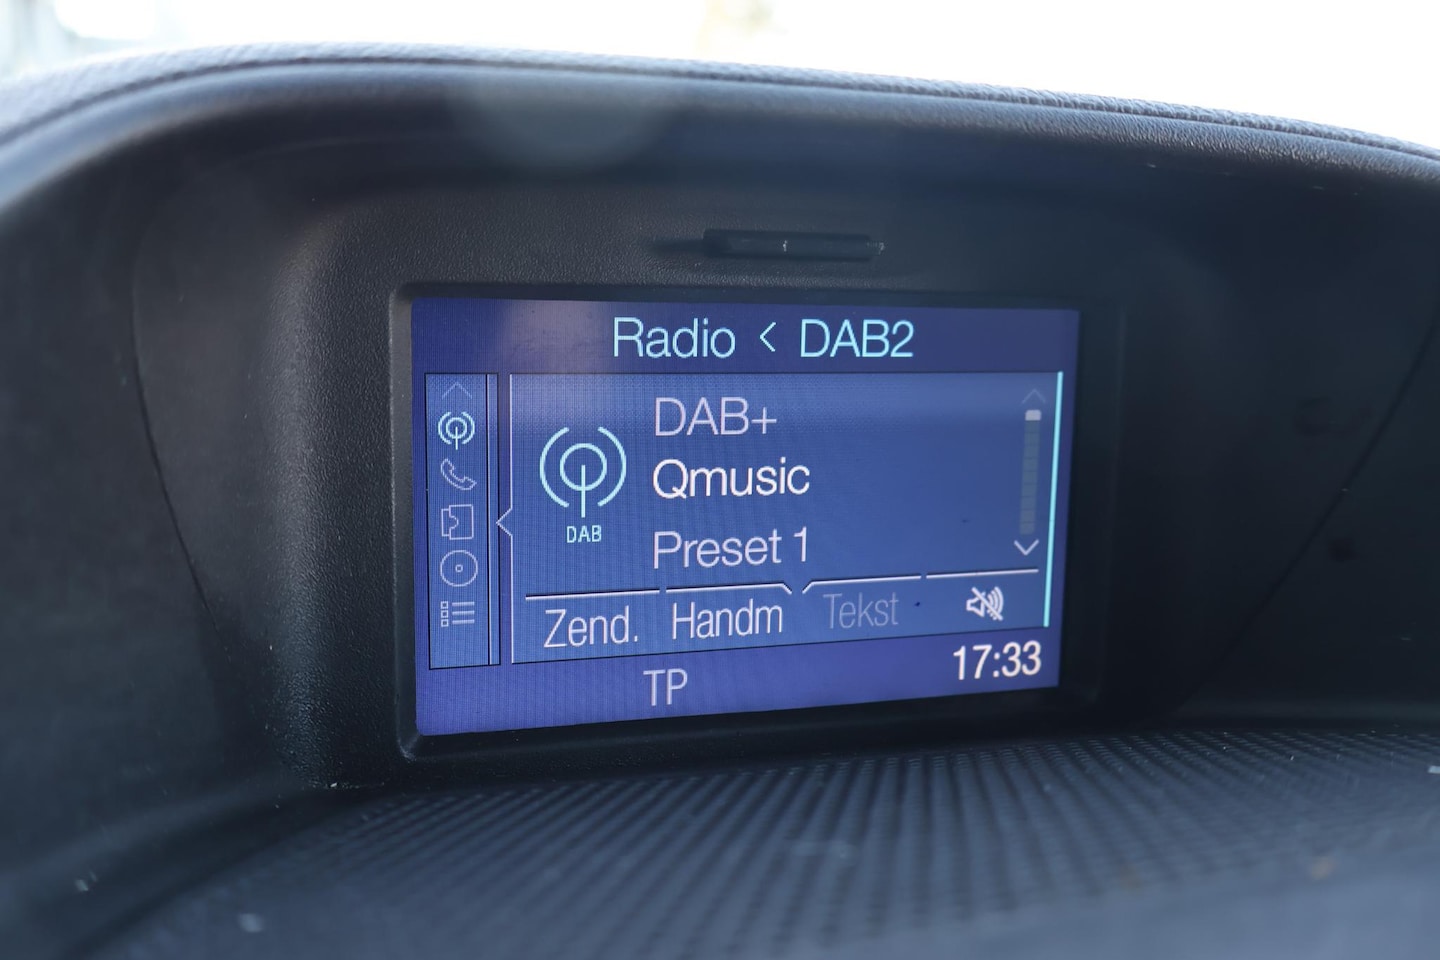 Radio < DAB2
DAB+
Qmusic
DAB
Preset 1
Zend. Handm Tekst
TP 17:33